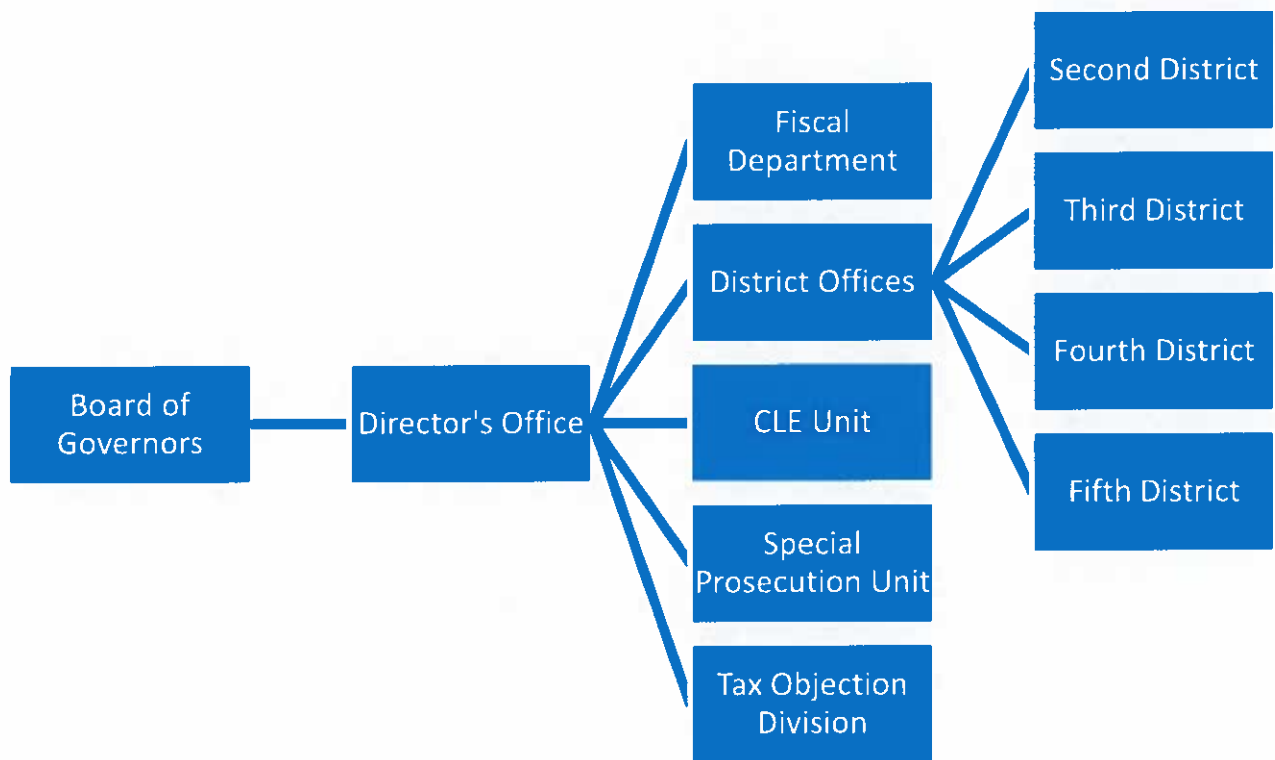 Board of
Governors
Director's Office
Fiscal
Department
District Offices
CLE Unit
Special
Prosecution Unit
Tax Objection
Division
Second District
Third District
Fourth District
Fifth District